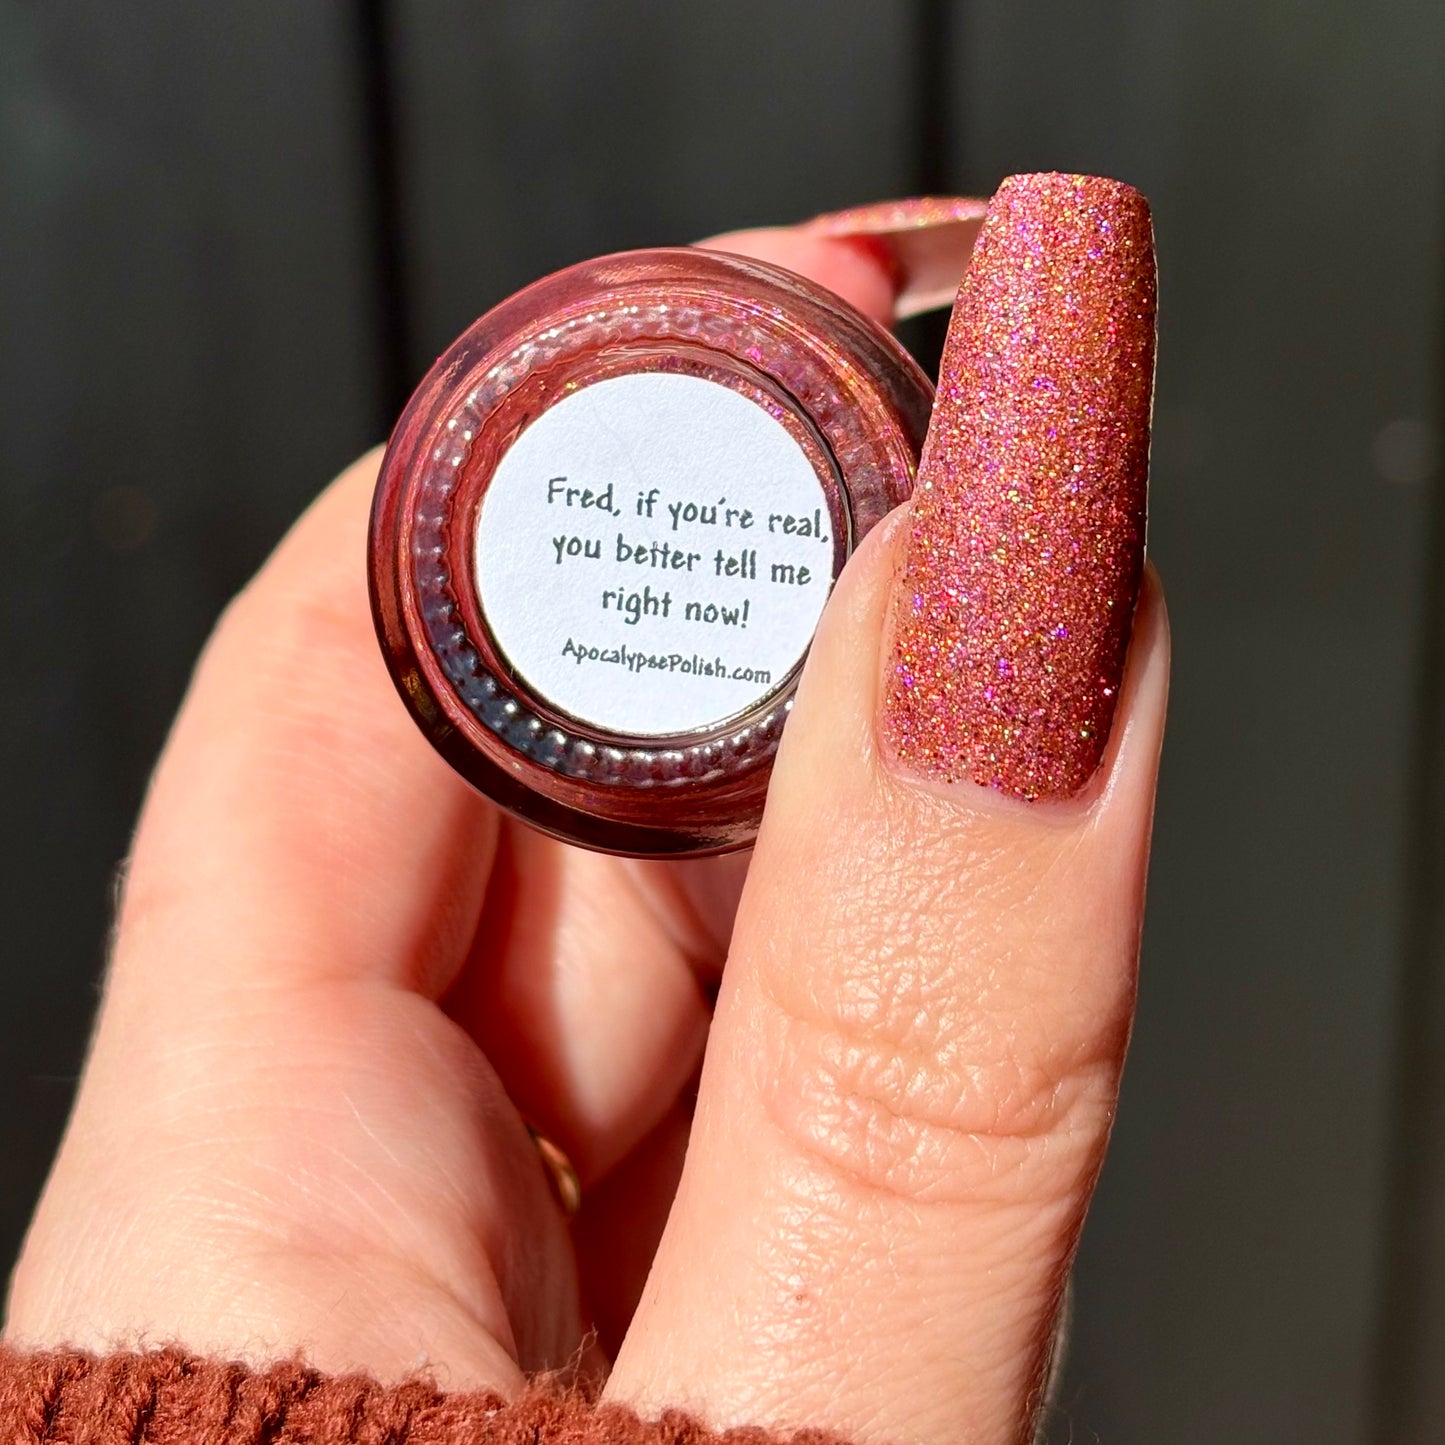 Fred, if you're real,
you better tell me
right now!
ApocalypsePolish.com